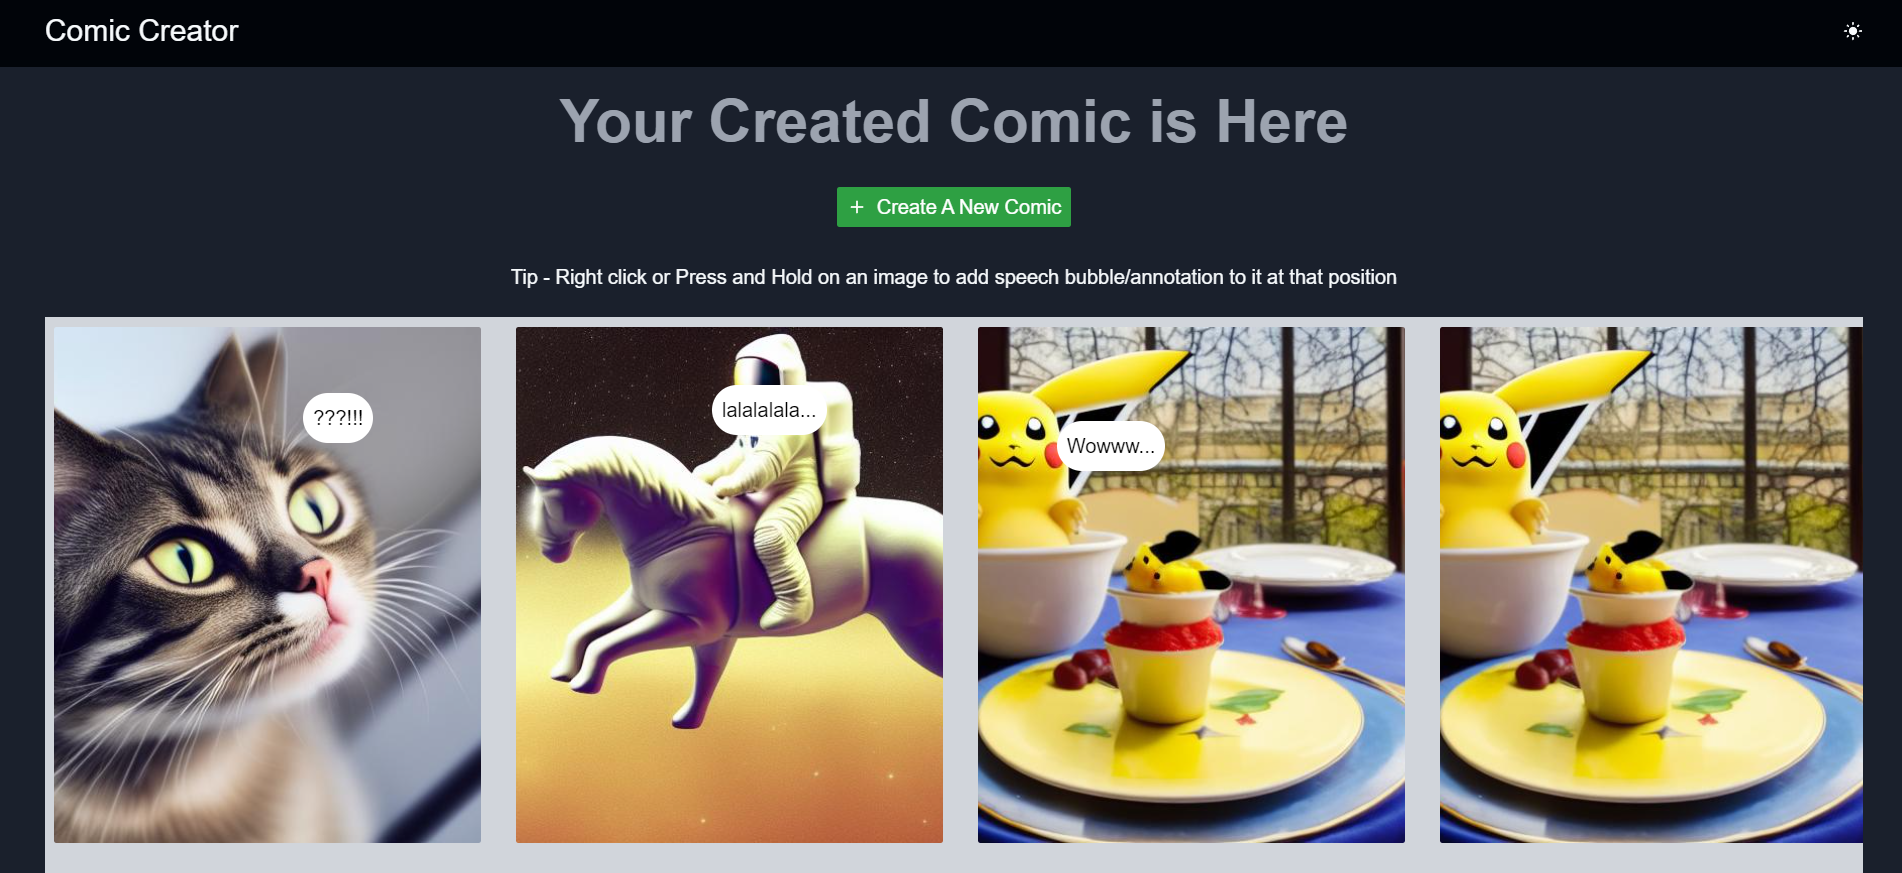 Comic Creator
Your Created Comic is Here
+ Create A New Comic
Tip - Right click or Press and Hold on an image to add speech bubble/annotation to it at that position
???!!!
lalalalala...
Wowww...